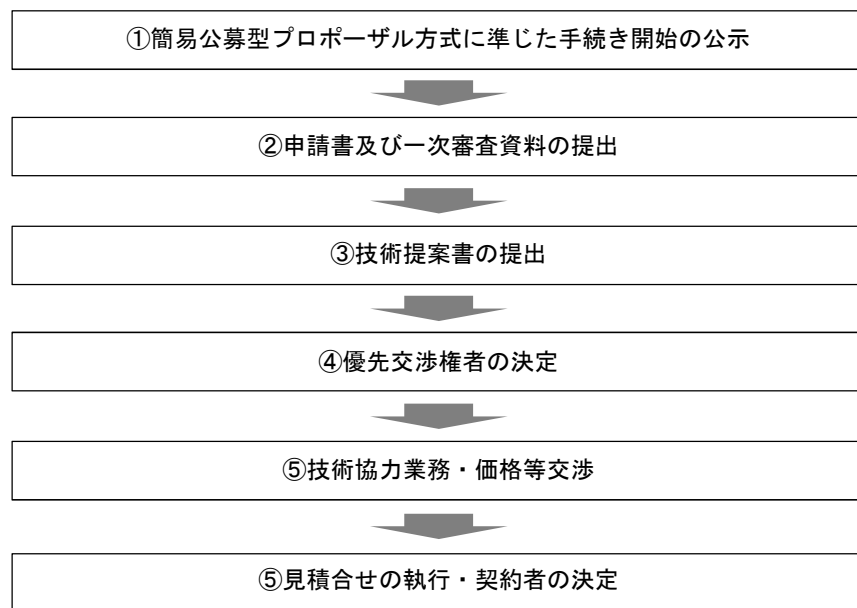 ①簡易公募型プロポーザル方式に準じた手続き開始の公示
②申請書及び一次審査資料の提出
③技術提案書の提出
④優先交渉権者の決定
⑤技術協力業務・価格等交渉
⑤見積合せの執行・契約者の決定